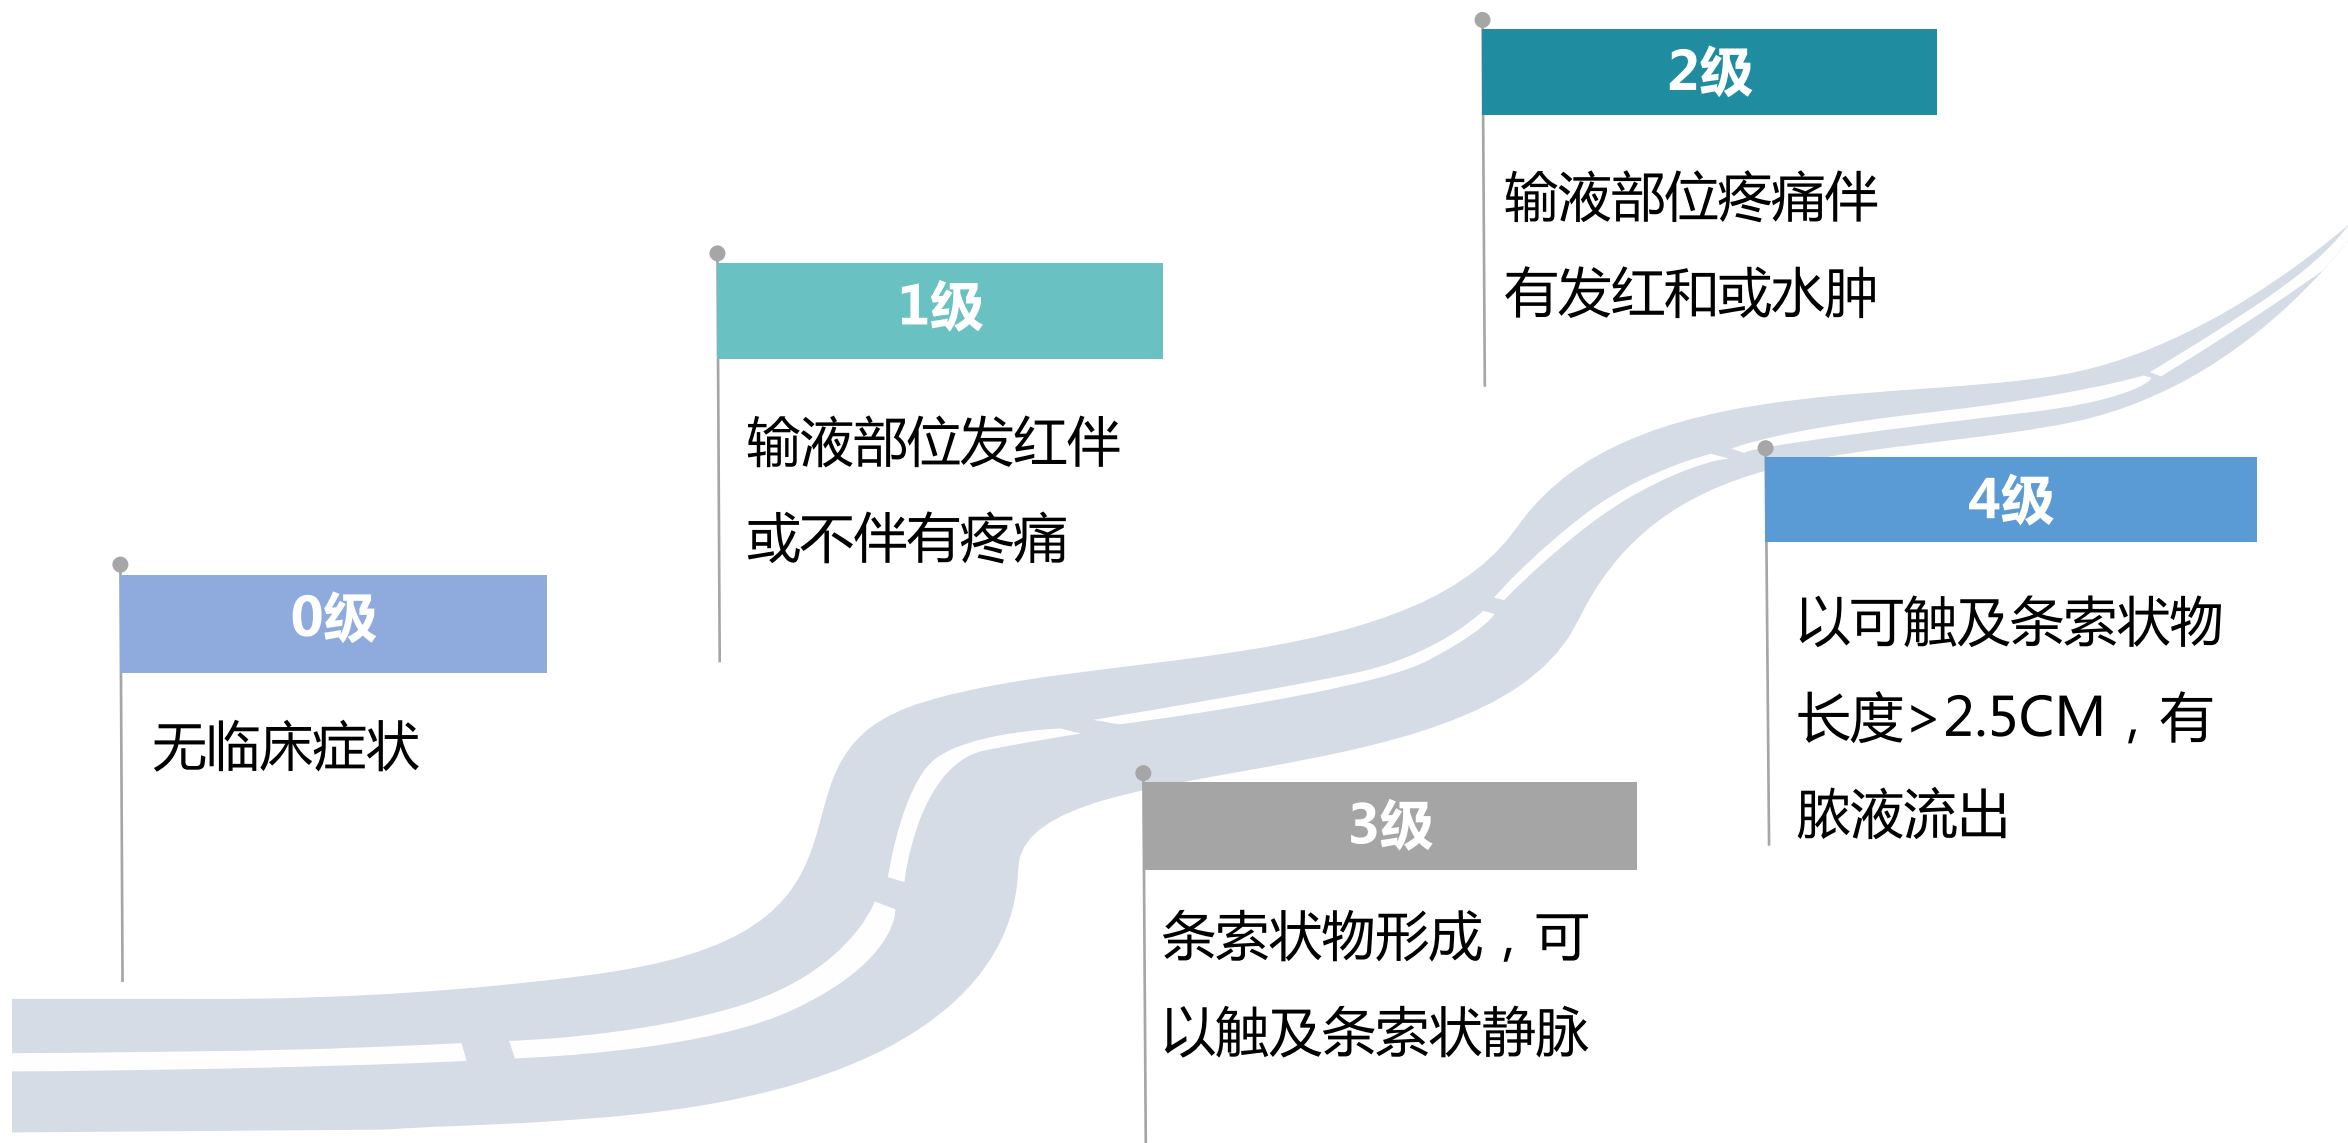 0级
无临床症状
1级
输液部位发红伴
或不伴有疼痛
2级
输液部位疼痛伴
有发红和或水肿
3级
条索状物形成，可
以触及条索状静脉
4级
以可触及条索状物
长度>2.5CM，有
脓液流出